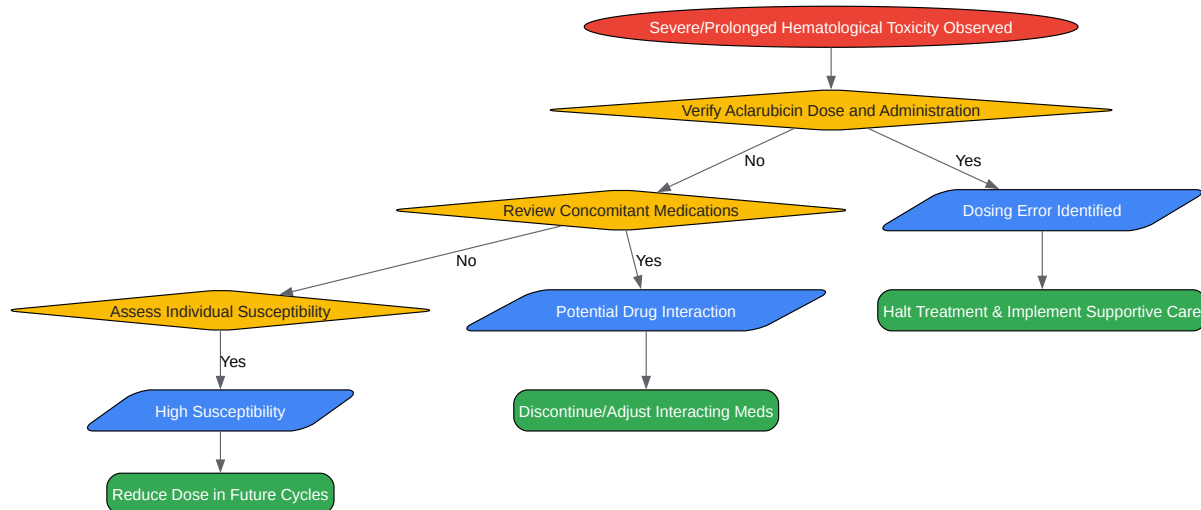 Severe/Prolonged Hematological Toxicity Observed
Verify Aclarubicin Dose and Administration
No
Yes
Review Concomitant Medications
Dosing Error Identified
No
Yes
Assess Individual Susceptibility
Potential Drug Interaction
Halt Treatment & Implement Supportive Care
Yes
High Susceptibility
Discontinue/Adjust Interacting Meds
Reduce Dose in Future Cycles